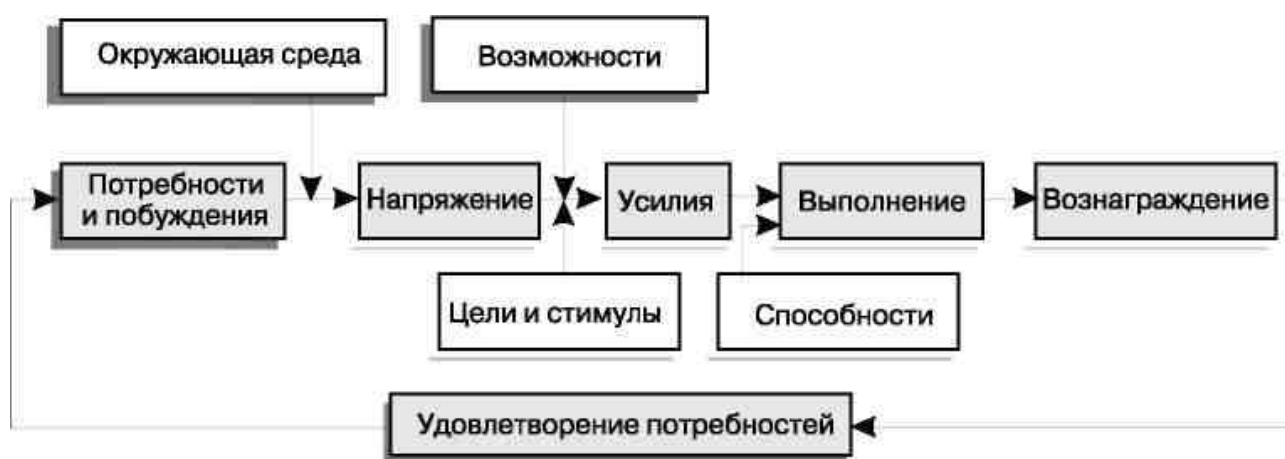 Окружающая среда
Возможности
Потребности
и побуждения
Напряжение
Усилия
Выполнение
Вознаграждение
Цели и стимулы
Способности
Удовлетворение потребностей